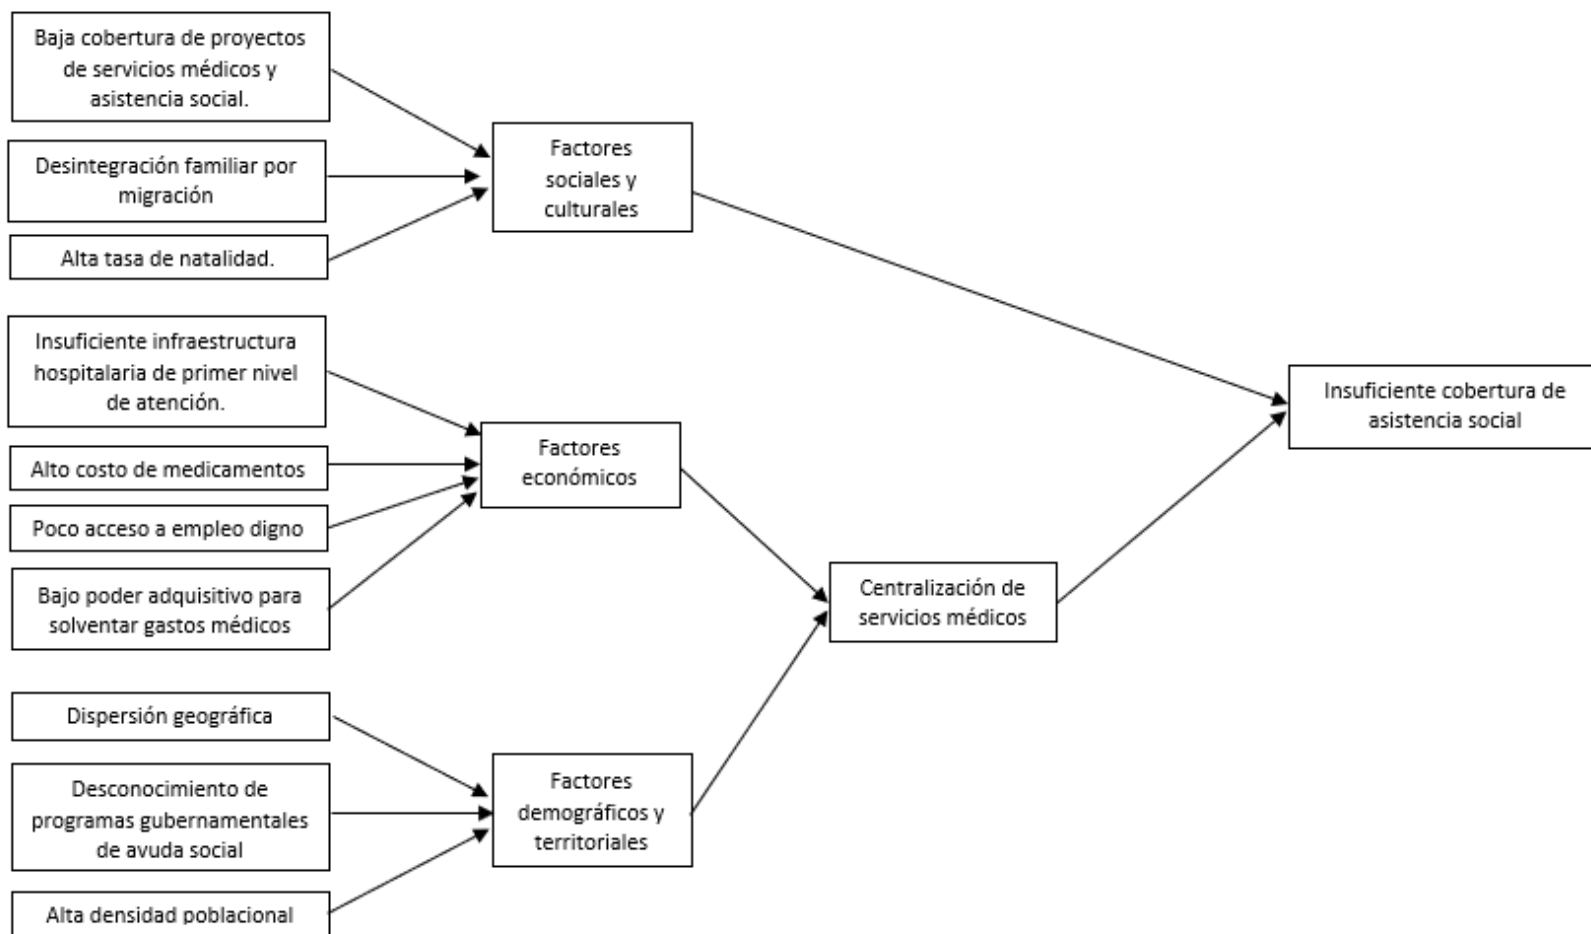 Baja cobertura de proyectos
de servicios médicos y
asistencia social.
Desintegración familiar por
migración
Alta tasa de natalidad.
Factores
sociales y
culturales
Insuficiente infraestructura
hospitalaria de primer nivel
de atención.
Alto costo de medicamentos
Poco acceso a empleo digno
Bajo poder adquisitivo para
solventar gastos médicos
Factores
económicos
Dispersión geográfica
Desconocimiento de
programas gubernamentales
de avuda social
Alta densidad poblacional
Factores
demográficos y
territoriales
Centralización de
servicios médicos
Insuficiente cobertura de
asistencia social